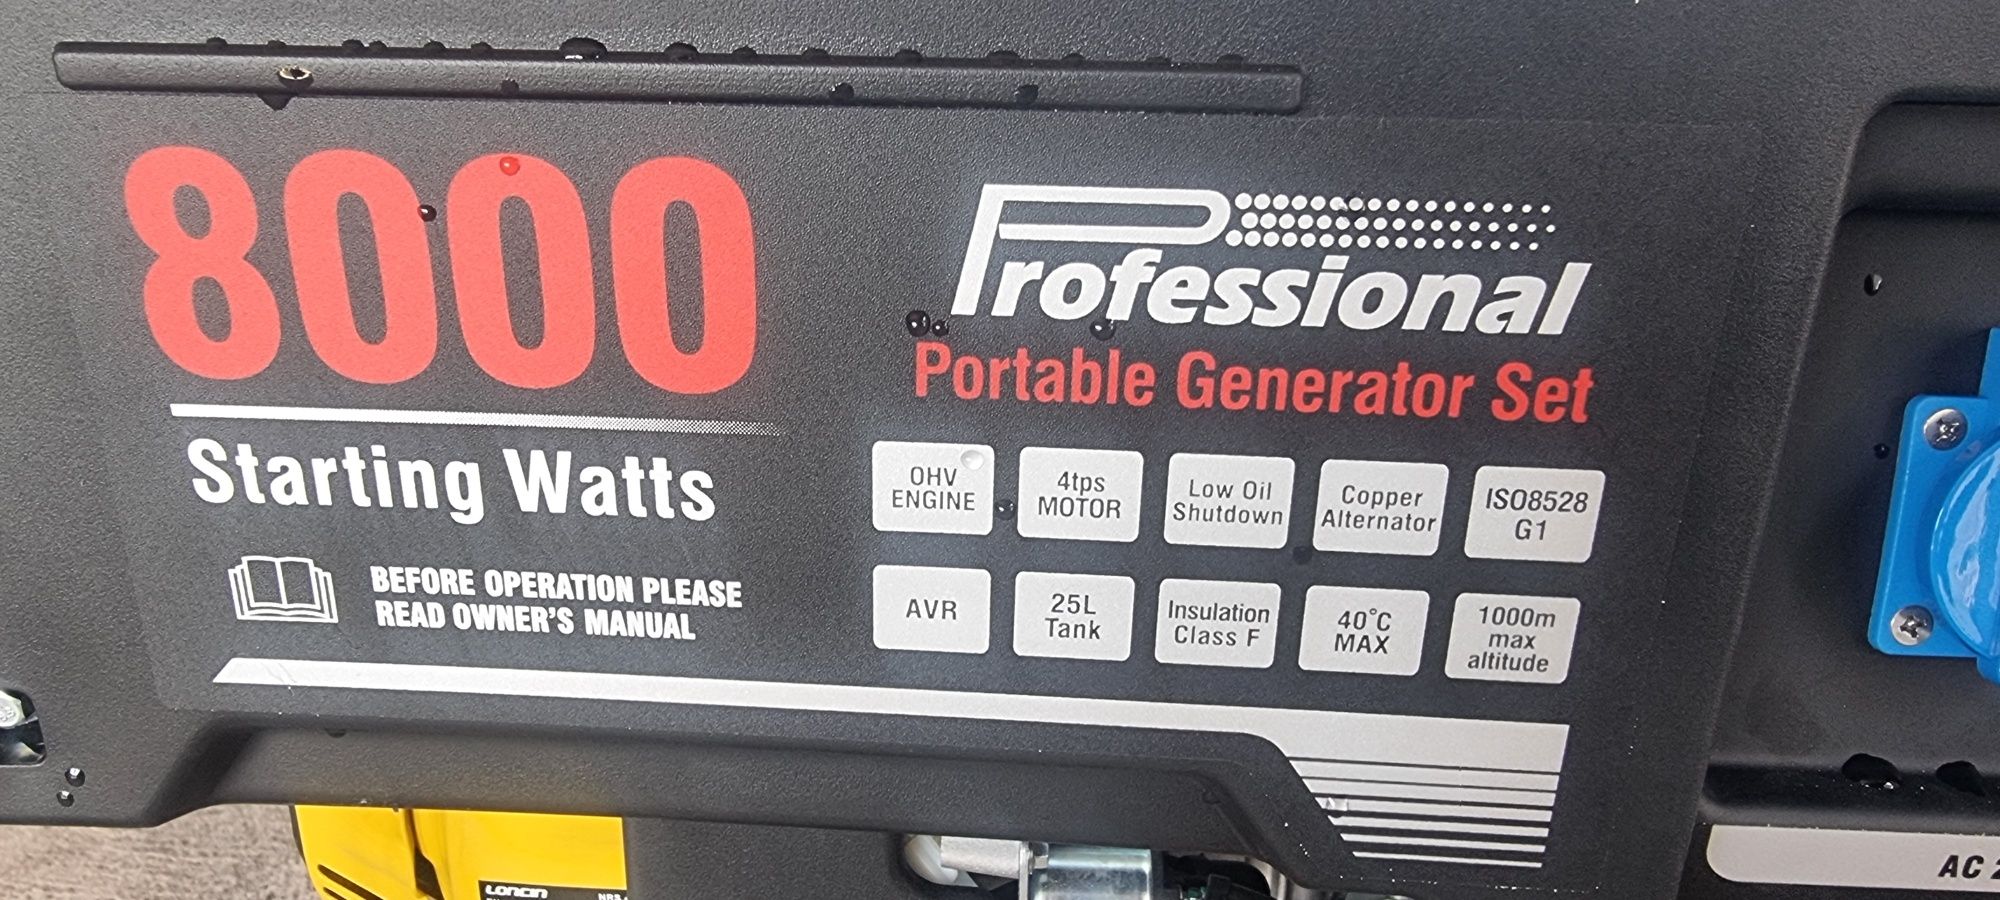 8000
Starting Watts
BEFORE OPERATION PLEASE
READ OWNER'S MANUAL
Professional
Portable Generator Set
OHV
ENGINE
4tps
MOTOR
Low Oil
Shutdown
Copper
Alternator
ISO8528
G1
AVR
25L
Tank
Insulation
Class F
40°C
MAX
1000m
max
altitude
LONCIN
AC 2